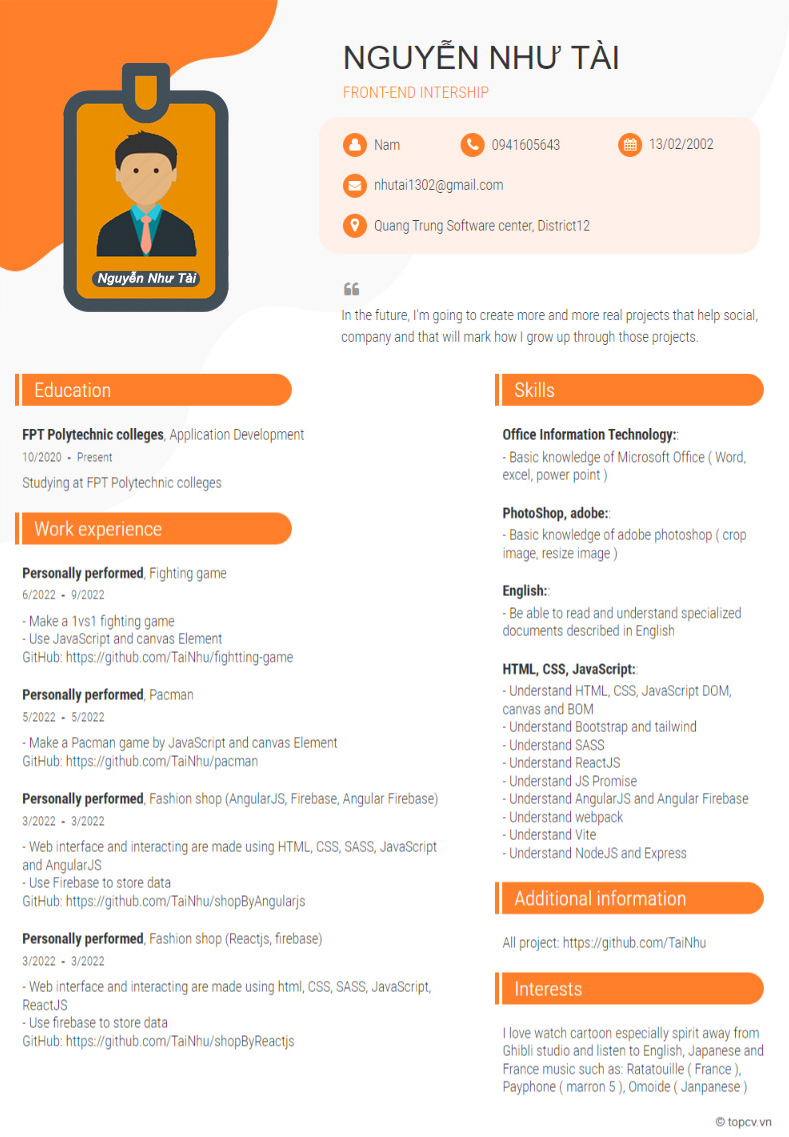 NGUYỄN NHƯ TÀI
FRONT-END INTERSHIP
Nam
0941605643
13/02/2002
nhutai1302@gmail.com
Quang Trung Software center, District12
Nguyễn Như Tài
“
In the future, I'm going to create more and more real projects that help social,
company and that will mark how I grow up through those projects.
Education
FPT Polytechnic colleges, Application Development
10/2020 - Present
Studying at FPT Polytechnic colleges
Work experience
Personally performed, Fighting game
6/2022 - 9/2022
- Make a 1vs1 fighting game
- Use JavaScript and canvas Element
GitHub: https://github.com/TaiNhu/fightting-game
Personally performed, Pacman
5/2022 - 5/2022
- Make a Pacman game by JavaScript and canvas Element
GitHub: https://github.com/TaiNhu/pacman
Personally performed, Fashion shop (AngularJS, Firebase, Angular Firebase)
3/2022 - 3/2022
- Web interface and interacting are made using HTML, CSS, SASS, JavaScript
and AngularJS
- Use Firebase to store data
GitHub: https://github.com/TaiNhu/shopByAngularjs
Personally performed, Fashion shop (Reactjs, firebase)
3/2022 - 3/2022
- Web interface and interacting are made using html, CSS, SASS, JavaScript,
ReactJS
- Use firebase to store data
GitHub: https://github.com/TaiNhu/shopByReactjs
Skills
Office Information Technology::
- Basic knowledge of Microsoft Office ( Word,
excel, power point )
PhotoShop, adobe::
- Basic knowledge of adobe photoshop ( crop
image, resize image )
English::
- Be able to read and understand specialized
documents described in English
HTML, CSS, JavaScript::
- Understand HTML, CSS, JavaScript DOM,
canvas and BOM
- Understand Bootstrap and tailwind
- Understand SASS
- Understand ReactJS
- Understand JS Promise
- Understand AngularJS and Angular Firebase
- Understand webpack
- Understand Vite
- Understand NodeJS and Express
Additional information
All project: https://github.com/TaiNhu
Interests
I love watch cartoon especially spirit away from
Ghibli studio and listen to English, Japanese and
France music such as: Ratatouille ( France ),
Payphone ( marron 5 ), Omoide ( Janpanese )
© topcv.vn